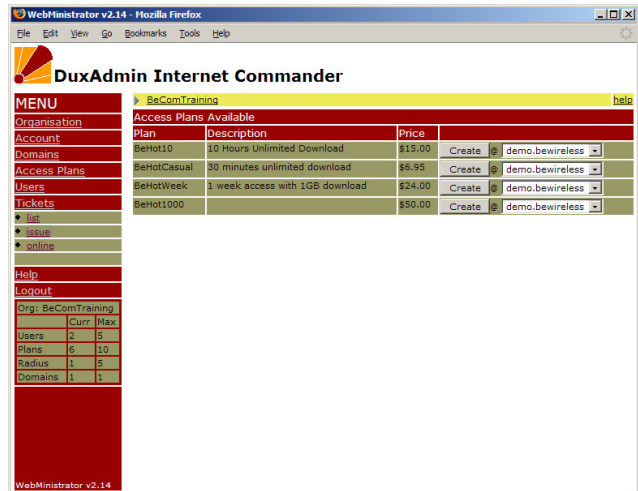 WebMinistrator v2.14 - Mozilla Firefox
File Edit View Go Bookmarks Tools Help
DuxAdmin Internet Commander
MENU
Organisation
Account
Domains
Access Plans
Users
Tickets
list
issue
online
Help
Logout
Org: BeComTraining
Curr Max
Users 2 5
Plans 6 10
Radius 1 5
Domains 1 1
WebMinistrator v2.14
BeComTraining help
Access Plans Available
Plan Description Price
BeHot10 10 Hours Unlimited Download $15.00 Create @ demo.bewireless
BeHotCasual 30 minutes unlimited download $6.95 Create @ demo.bewireless
BeHotWeek 1 week access with 1GB download $24.00 Create @ demo.bewireless
BeHot1000 $50.00 Create @ demo.bewireless